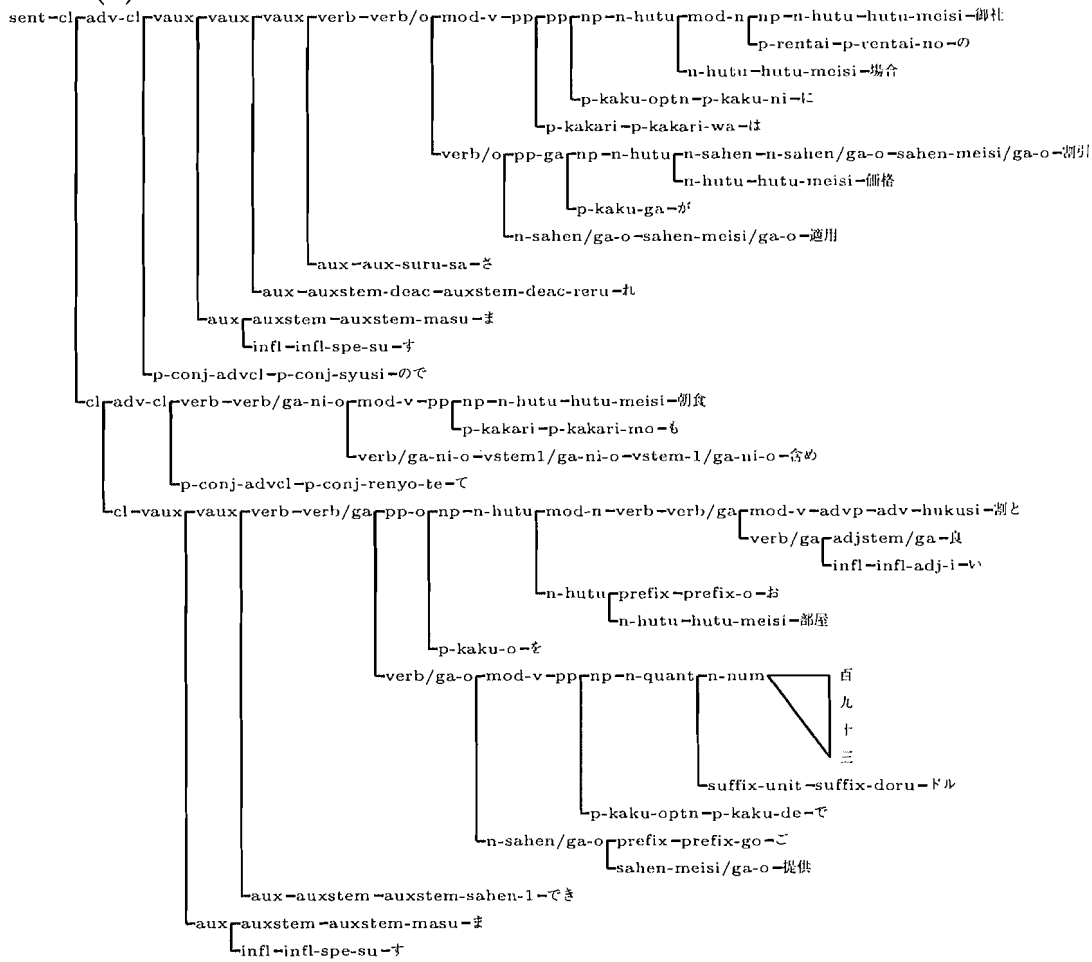 sent cl adv-cl vaux vaux vaux verb verb/o mod-v pp pp np n-hutu mod-n np n-hutu hutu-meisi 御社
p-rentai p-rentai-no の
n-hutu hutu-meisi 場合
p-kaku-optn p-kaku-ni に
p-kakari p-kakari-wa は
verb/o pp-ga np n-hutu n-sahen n-sahen/ga-o sahen-meisi/ga-o 割引
n-hutu hutu-meisi 価格
p-kaku-ga が
n-sahen/ga-o sahen-meisi/ga-o 適用
aux aux-suru-sa さ
aux auxstem-deac auxstem-deac-reru れ
aux auxstem auxstem-masu ま
infl infl-spe-su す
p-conj-advcl p-conj-syusi ので
cl adv-cl verb verb/ga-ni-o mod-v pp np n-hutu hutu-meisi 朝食
p-kakari p-kakari-mo も
verb/ga-ni-o vstem1/ga-ni-o vstem-1/ga-ni-o 含め
p-conj-advcl p-conj-renyo-te て
cl vaux vaux verb verb/ga pp-o np n-hutu mod-n verb verb/ga mod-v advp adv hukusi 割と
verb/ga adjstem/ga 良
infl infl-adj-i い
n-hutu prefix prefix-o お
n-hutu hutu-meisi 部屋
p-kaku-o を
verb/ga-o mod-v pp np n-quant n-num 百
九
十
三
suffix-unit suffix-doru ドル
p-kaku-optn p-kaku-de で
n-sahen/ga-o prefix prefix-go ご
sahen-meisi/ga-o 提供
aux auxstem auxstem-sahen-1 でき
aux auxstem auxstem-masu ま
infl infl-spe-su す